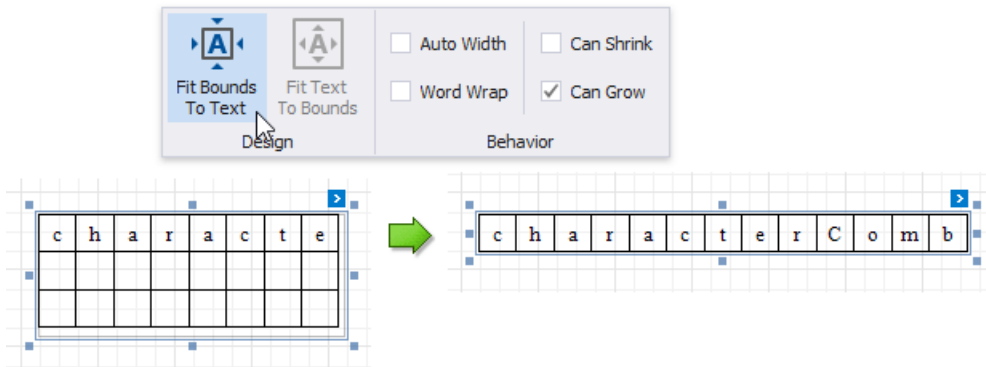 A A
Auto Width Can Shrink
Fit Bounds Fit Text Word Wrap Can Grow
To Text To Bounds
Design Behavior
c h a r a c t e
c h a r a c t e r C o m b